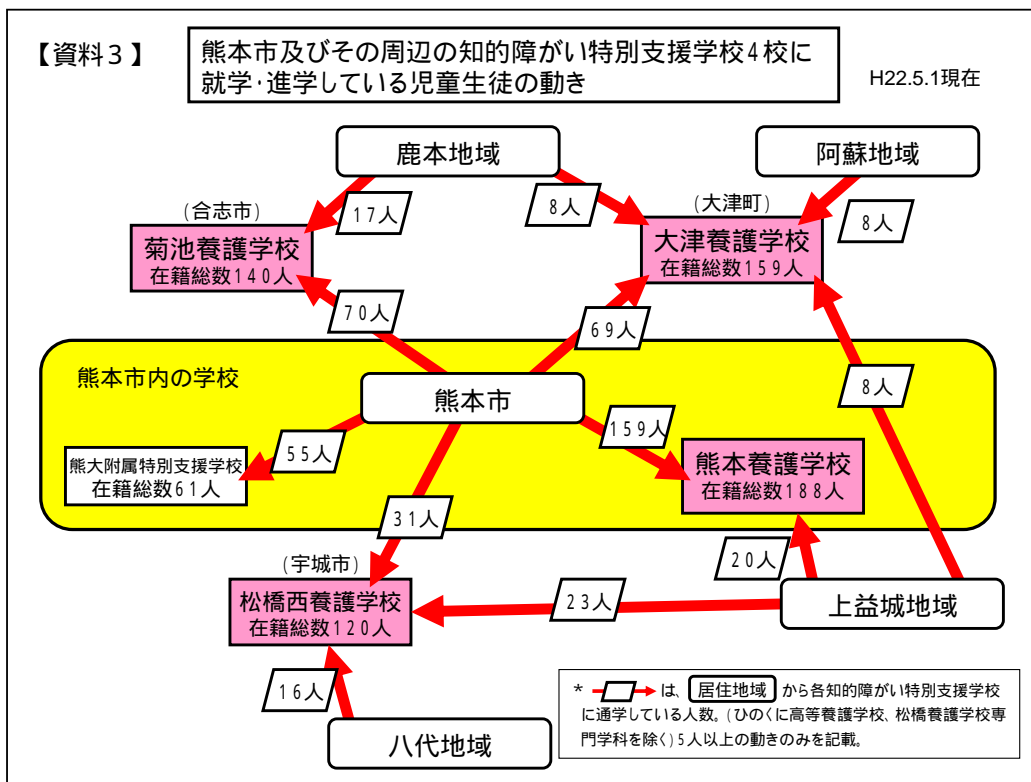 【資料3】
熊本市及びその周辺の知的障がい特別支援学校4校に
就学・進学している児童生徒の動き
H22.5.1現在
鹿本地域
阿蘇地域
(合志市)
17人
8人
(大津町)
8人
菊池養護学校
在籍総数140人
大津養護学校
在籍総数159人
70人
69人
熊本市内の学校
熊本市
8人
159人
55人
熊大附属特別支援学校
在籍総数61人
熊本養護学校
在籍総数188人
31人
(宇城市)
20人
松橋西養護学校
在籍総数120人
23人
上益城地域
16人
八代地域
* は、居住地域から各知的障がい特別支援学校
に通学している人数。(ひのくに高等養護学校、松橋養護学校専
門学科を除く)5人以上の動きのみを記載。